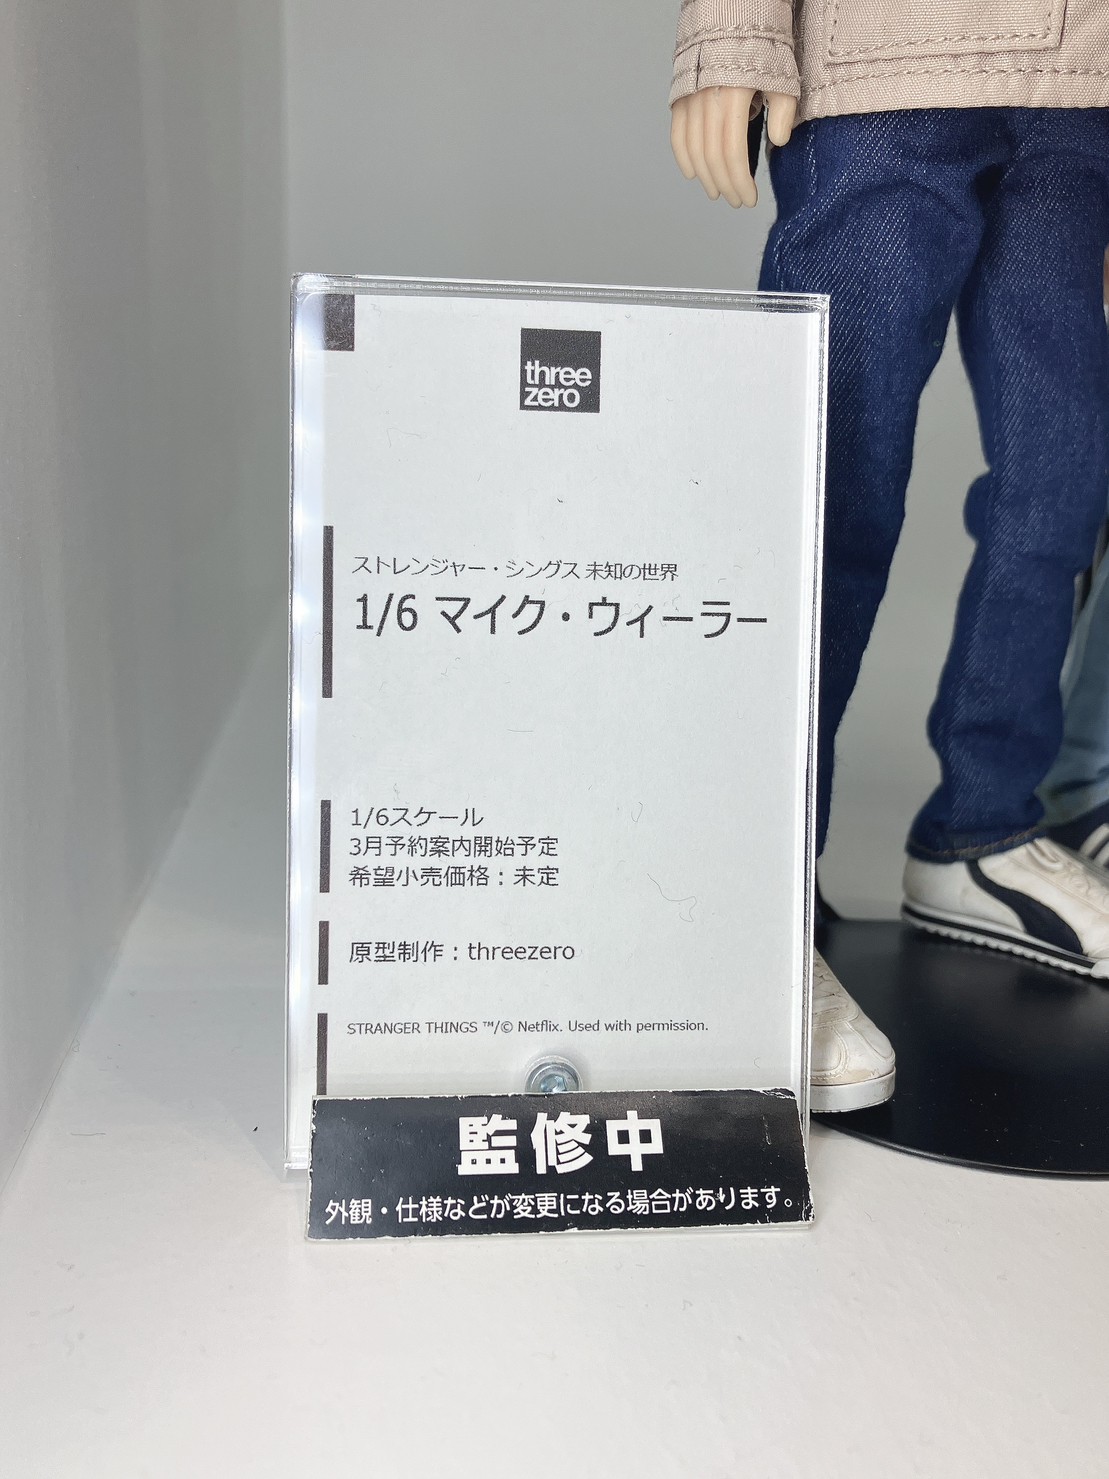 three
zero
ストレンジャー・シングス 未知の世界
1/6 マイク・ウィーラー
1/6スケール
3月予約案内開始予定
希望小売価格：未定
原型制作：threezero
STRANGER THINGS ™/© Netflix. Used with permission.
監修中
外観・仕様などが変更になる場合があります。